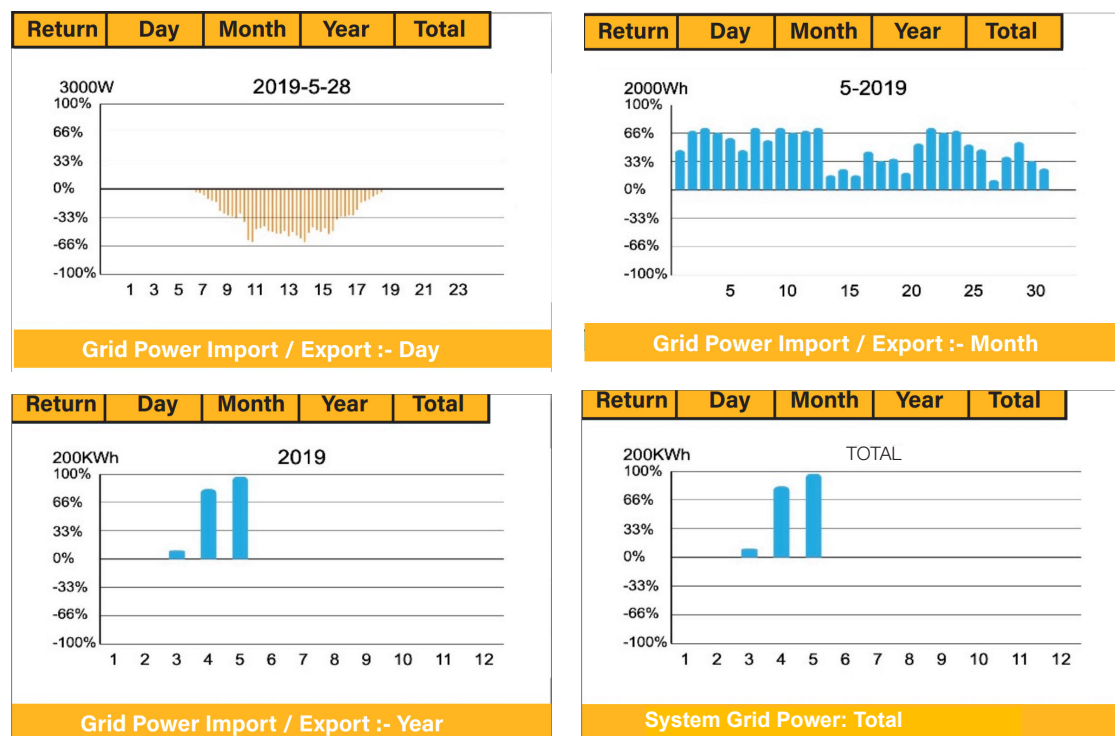 Return Day Month Year Total
3000W
2019-5-28
100%
66%
33%
0%
-33%
-66%
-100%
1 3 5 7 9 11 13 15 17 19 21 23
Grid Power Import / Export :- Day
Return Day Month Year Total
2000Wh
5-2019
100%
66%
33%
0%
-33%
-66%
-100%
5 10 15 20 25 30
Grid Power Import / Export :- Month
Return Day Month Year Total
200KWh
2019
100%
66%
33%
0%
-33%
-66%
-100%
1 2 3 4 5 6 7 8 9 10 11 12
Grid Power Import / Export :- Year
Return Day Month Year Total
200KWh
TOTAL
100%
66%
33%
0%
-33%
-66%
-100%
1 2 3 4 5 6 7 8 9 10 11 12
System Grid Power: Total